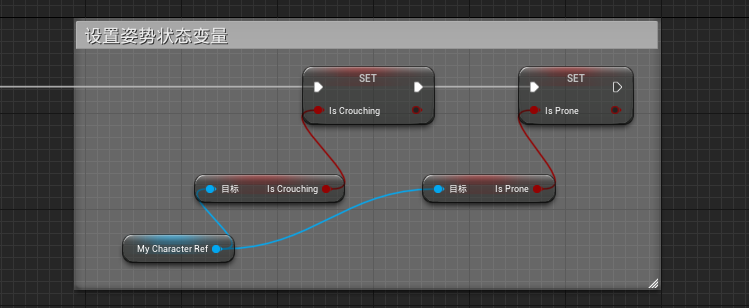 设置姿势状态变量
SET
Is Crouching
SET
Is Prone
目标 Is Crouching
目标 Is Prone
My Character Ref